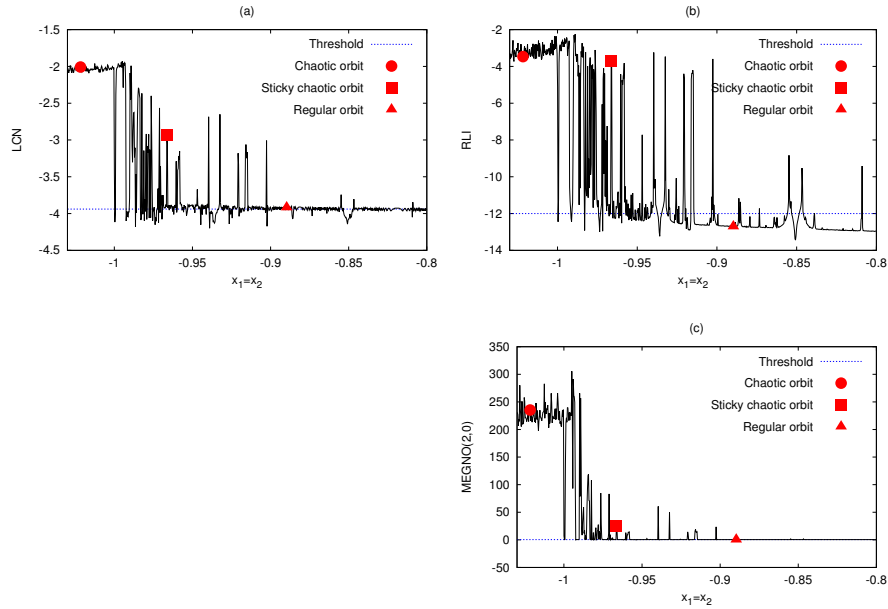 (a)
-1.5
-2
-2.5
-3
-3.5
-4
-4.5
LCN
Threshold
Chaotic orbit
Sticky chaotic orbit
Regular orbit
-1
-0.95
-0.9
-0.85
-0.8
x1=x2
(b)
-2
-4
-6
-8
-10
-12
-14
RLI
Threshold
Chaotic orbit
Sticky chaotic orbit
Regular orbit
-1
-0.95
-0.9
-0.85
-0.8
x1=x2
(c)
350
300
250
200
150
100
50
0
-50
MEGNO(2,0)
Threshold
Chaotic orbit
Sticky chaotic orbit
Regular orbit
-1
-0.95
-0.9
-0.85
-0.8
x1=x2